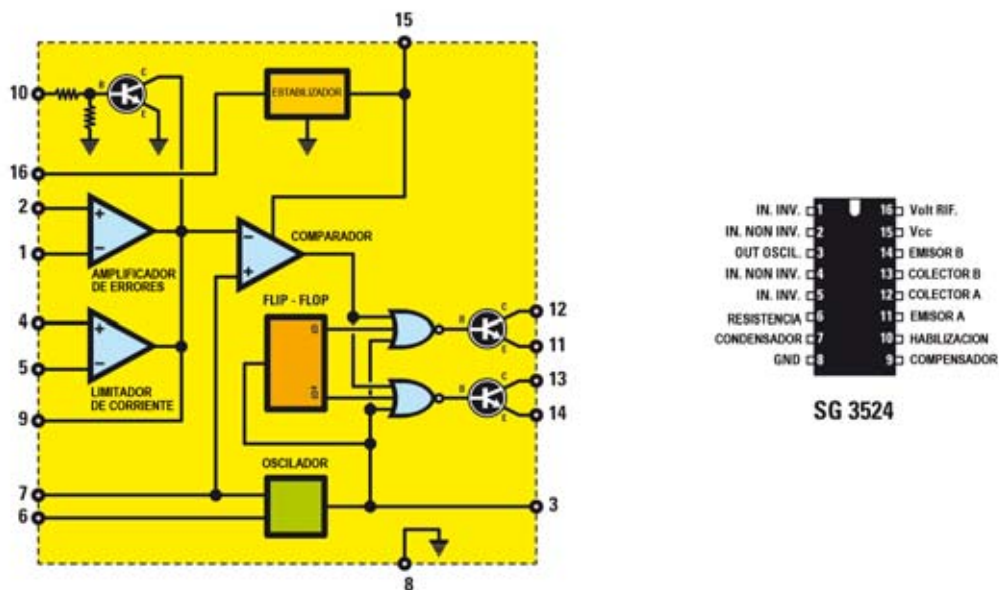 15
10
B
C
E
ESTABILIZADOR
16
2
+
1
−
AMPLIFICADOR
DE ERRORES
−
+
COMPARADOR
4
+
5
−
LIMITADOR
DE CORRIENTE
9
FLIP - FLOP
B
C
E
12
11
B
C
E
13
14
OSCILADOR
7
6
3
8
IN. INV. 1 16 Volt RIF.
IN. NON INV. 2 15 Vcc
OUT OSCIL. 3 14 EMISOR B
IN. NON INV. 4 13 COLECTOR B
IN. INV. 5 12 COLECTOR A
RESISTENCIA 6 11 EMISOR A
CONDENSADOR 7 10 HABILIZACION
GND 8 9 COMPENSADOR
SG 3524